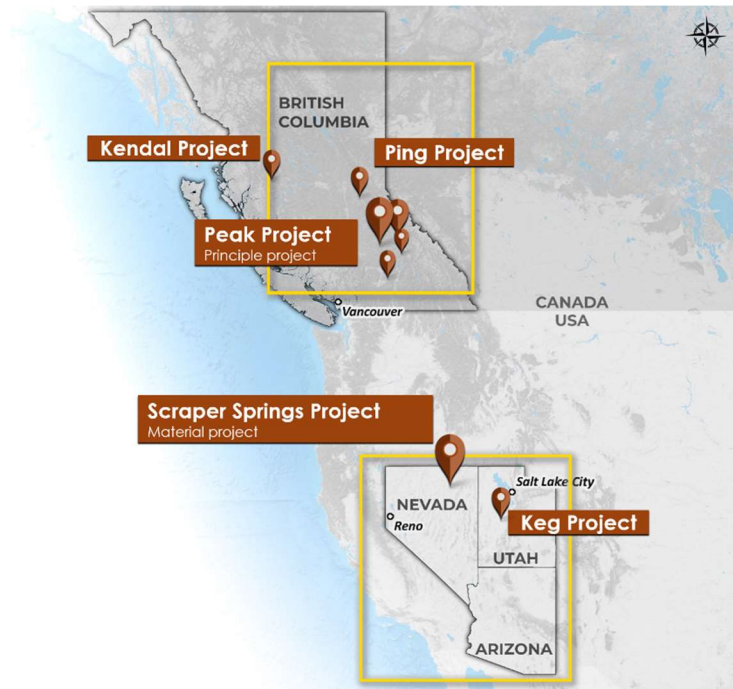 BRITISH
COLUMBIA
Kendal Project
Ping Project
Peak Project
Principle project
Vancouver
CANADA
USA
Scraper Springs Project
Material project
Salt Lake City
NEVADA
Reno
Keg Project
UTAH
ARIZONA